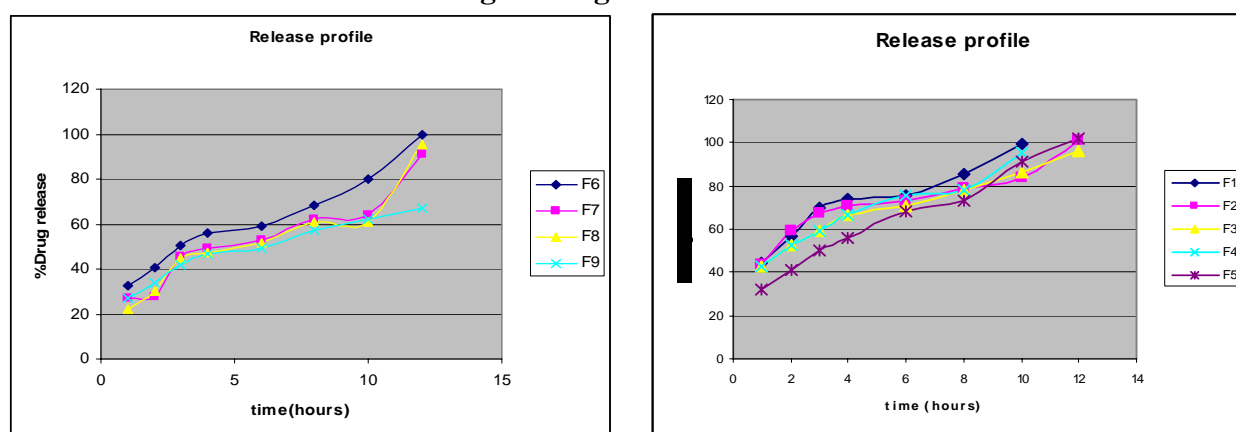 Release profile
%Drug release
120
100
80
60
40
20
0
0 5 10 15
time(hours)
F6
F7
F8
F9
Release profile
120
100
80
60
40
20
0
0 2 4 6 8 10 12 14
time (hours)
F1
F2
F3
F4
F5